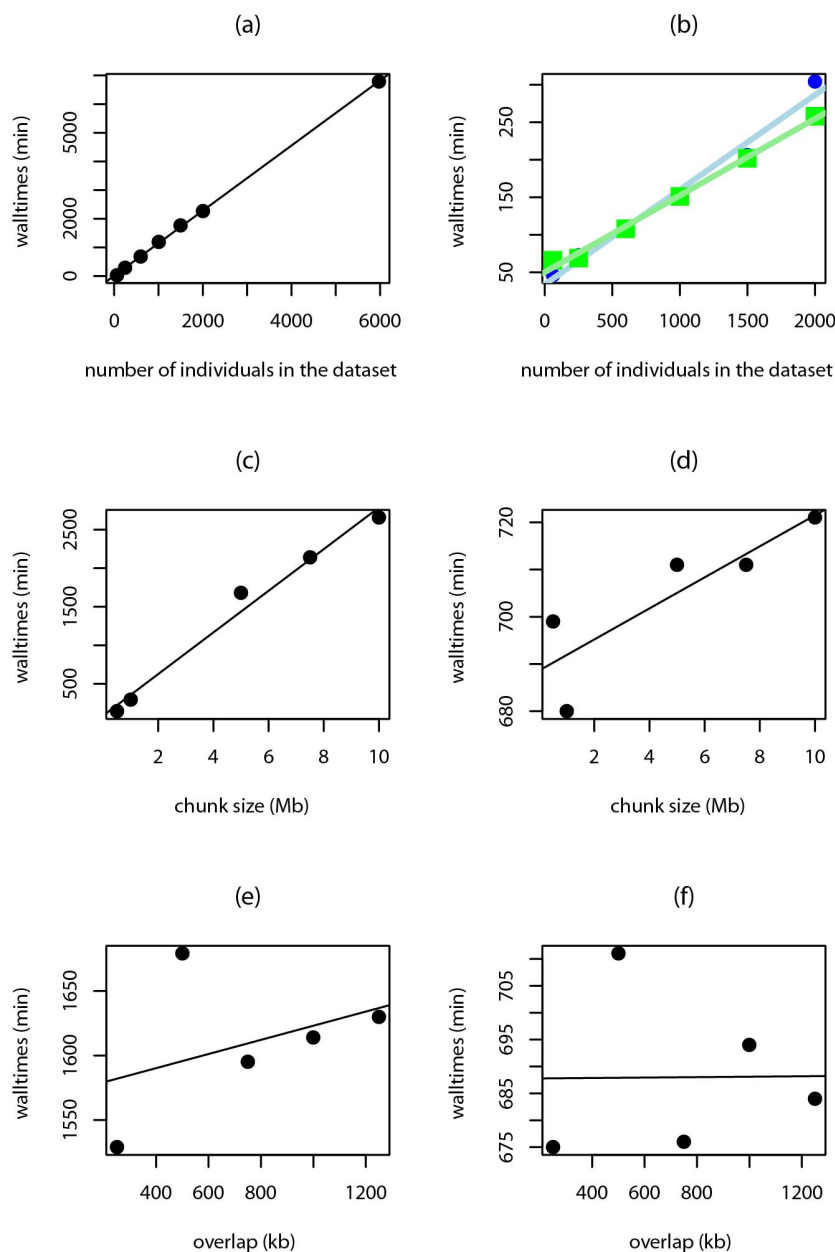 (a)
walltimes (min)
5000
2000
0
0 2000 4000 6000
number of individuals in the dataset
(b)
walltimes (min)
250
150
50
0 500 1000 1500 2000
number of individuals in the dataset
(c)
walltimes (min)
2500
1500
500
2 4 6 8 10
chunk size (Mb)
(d)
walltimes (min)
720
700
680
2 4 6 8 10
chunk size (Mb)
(e)
walltimes (min)
1650
1600
1550
400 600 800 1200
overlap (kb)
(f)
walltimes (min)
705
695
685
675
400 600 800 1200
overlap (kb)